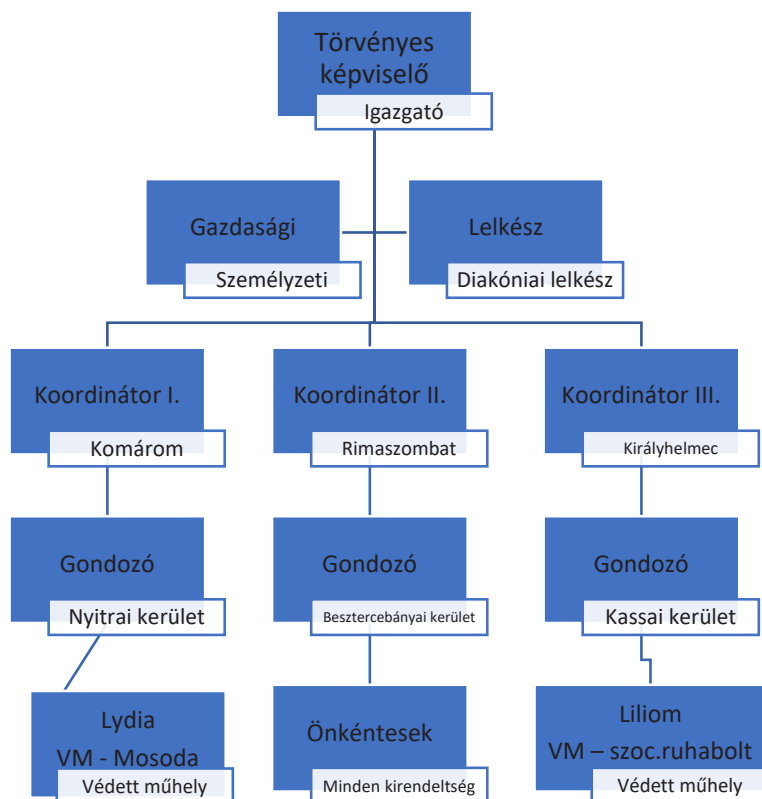 Törvényes
képviselő
Igazgató
Gazdasági
Személyzeti
Lelkész
Diakóniai lelkész
Koordinátor I.
Komárom
Koordinátor II.
Rimaszombat
Koordinátor III.
Királyhelmec
Gondozó
Nyitrai kerület
Gondozó
Besztercebányai kerület
Gondozó
Kassai kerület
Lydia
VM - Mosoda
Védett műhely
Önkéntesek
Minden kirendeltség
Liliom
VM – szoc.ruhabolt
Védett műhely